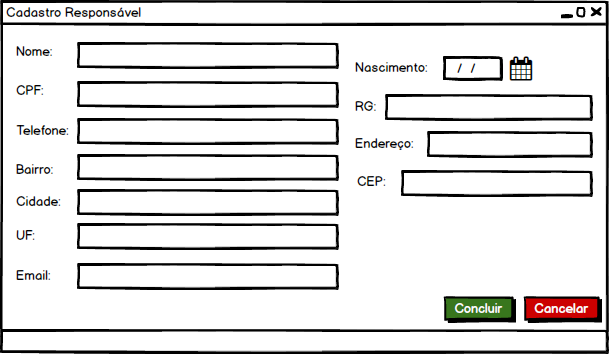 Cadastro Responsável
Nome:
CPF:
Telefone:
Bairro:
Cidade:
UF:
Email:
Nascimento: / /
RG:
Endereço:
CEP:
Concluir Cancelar